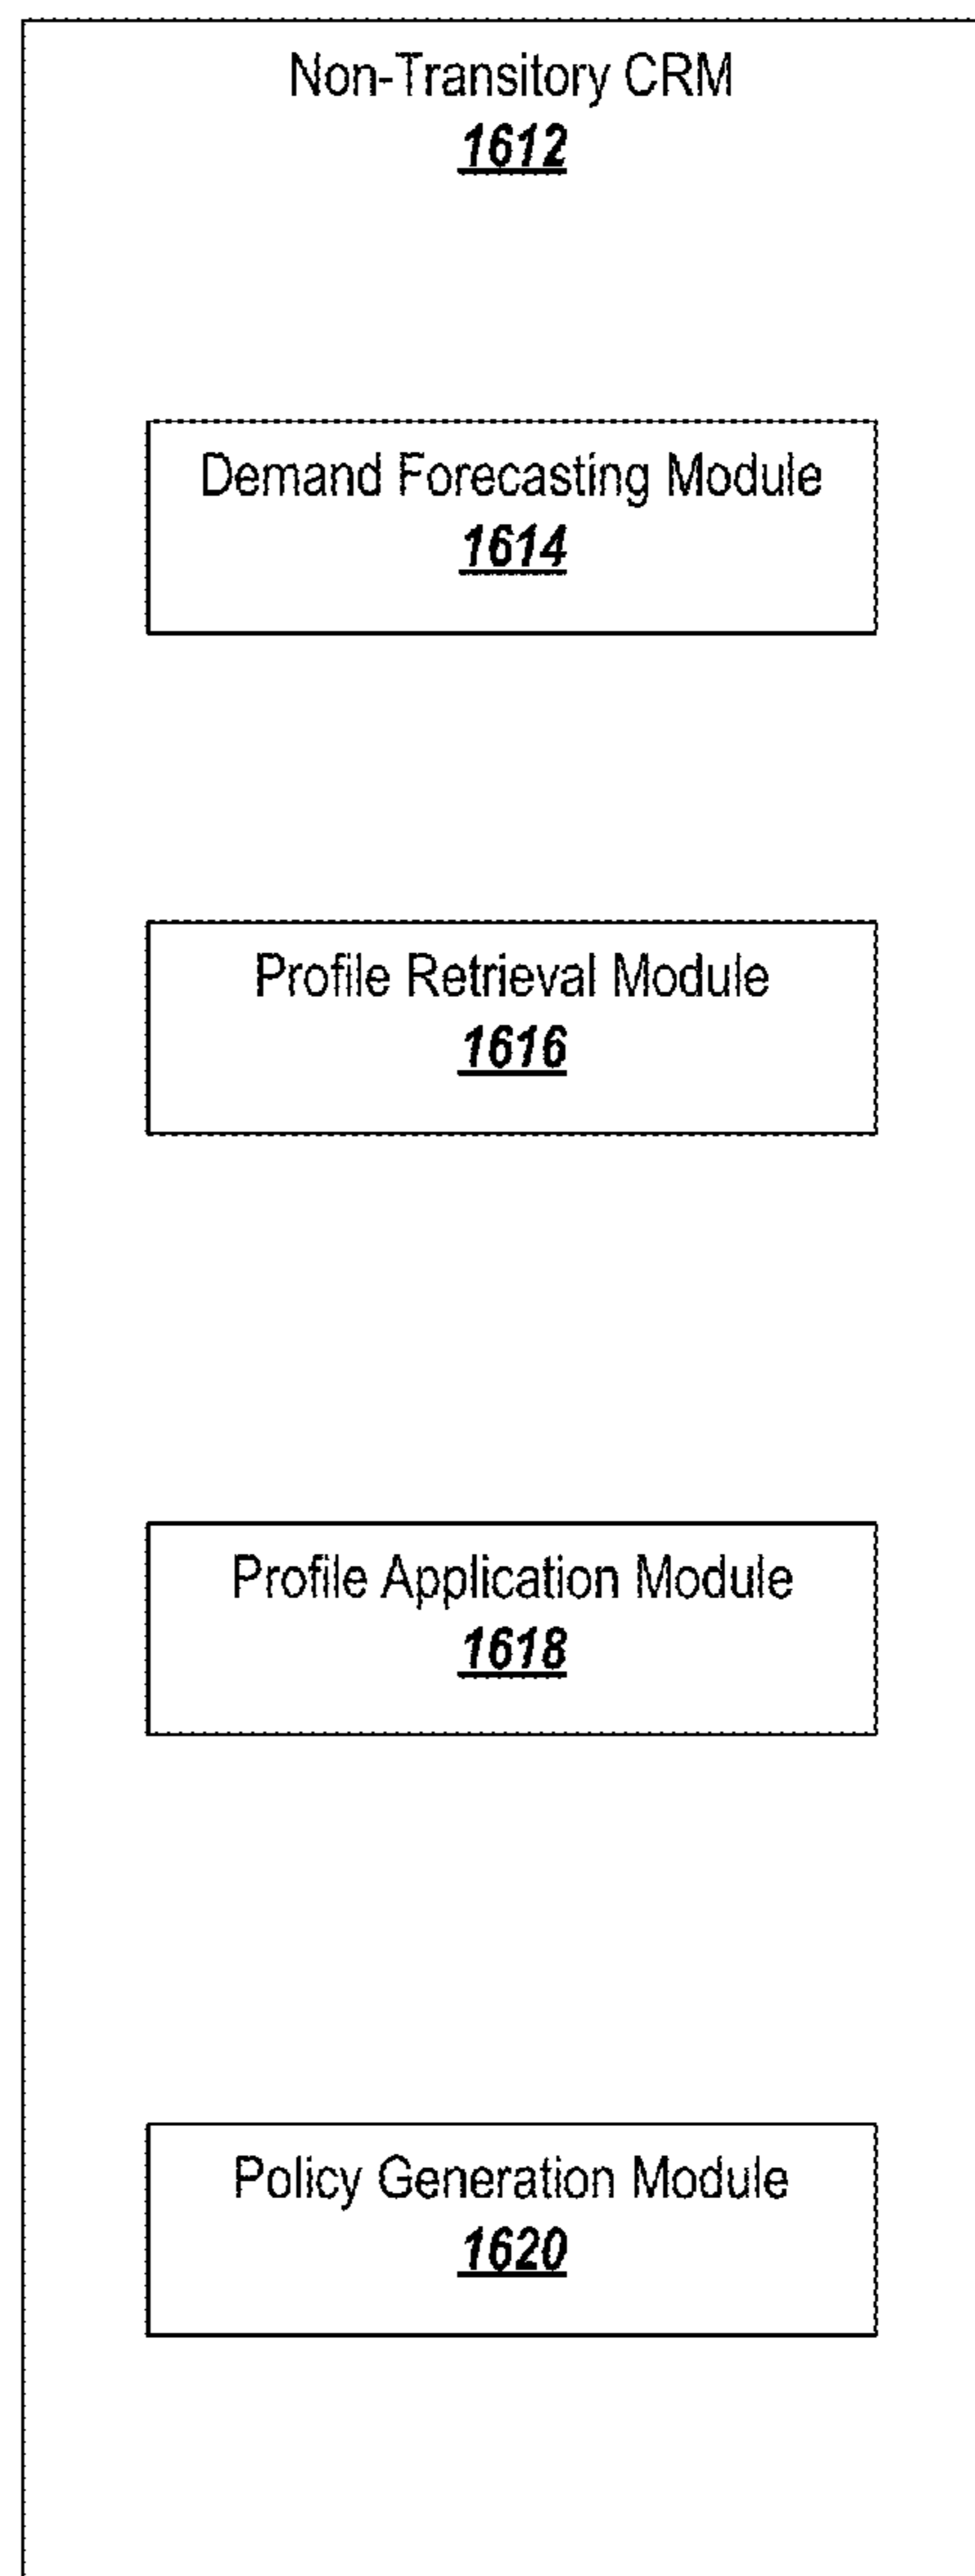 Non-Transitory CRM
1612
Demand Forecasting Module
1614
Profile Retrieval Module
1616
Profile Application Module
1618
Policy Generation Module
1620